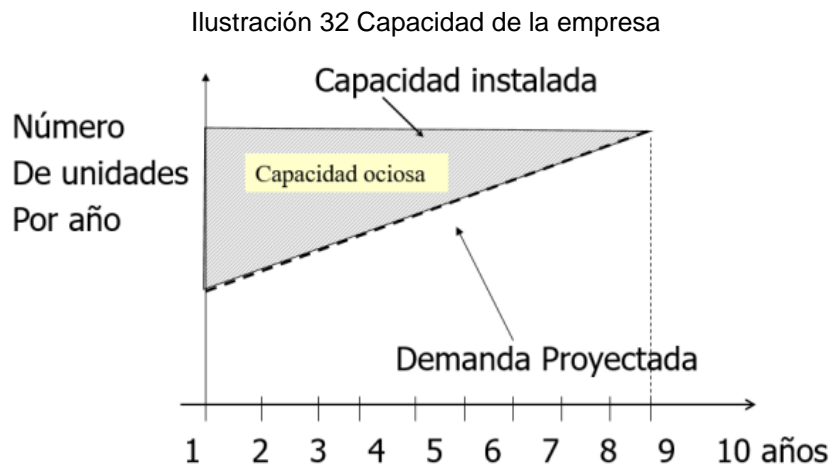 Ilustración 32 Capacidad de la empresa
Capacidad instalada
Número
De unidades
Por año
Capacidad ociosa
Demanda Proyectada
1 2 3 4 5 6 7 8 9 10 años